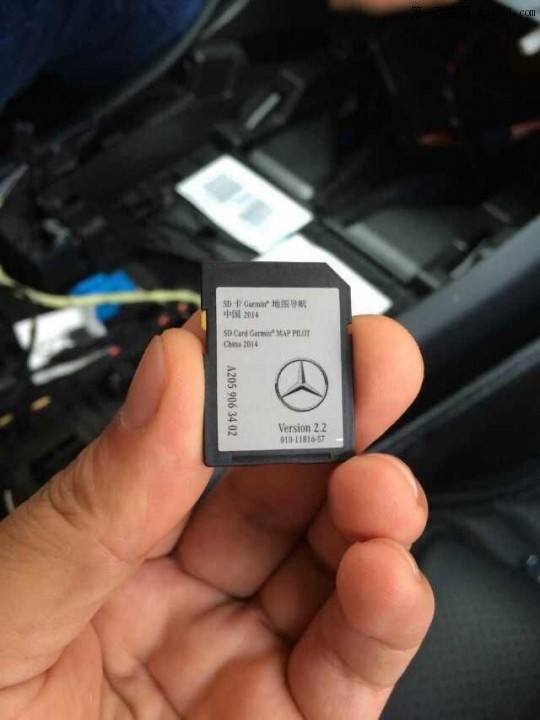 SD 卡 Garmin® 地图导航
中国 2014
SD Card Garmin® MAP PILOT
China 2014
A205 906 34 02
Version 2.2
010-11816-57